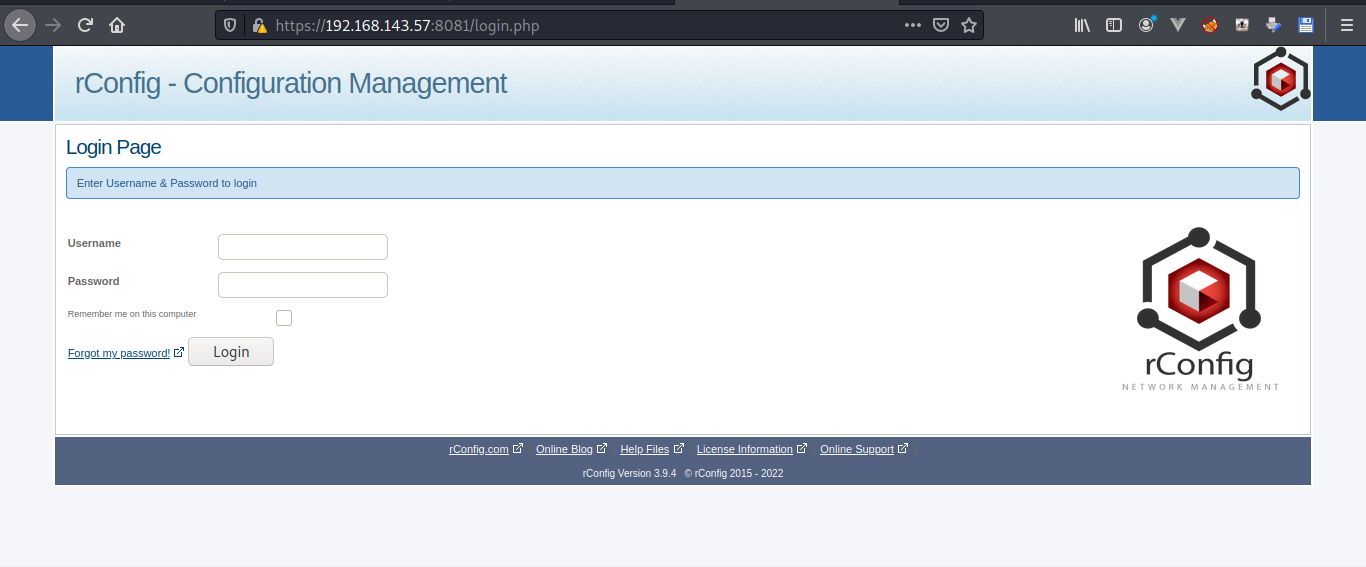 https://192.168.143.57:8081/login.php
rConfig - Configuration Management
Login Page
Enter Username & Password to login
Username
Password
Remember me on this computer
Forgot my password! Login
rConfig
NETWORK MANAGEMENT
rConfig.com Online Blog Help Files License Information Online Support
rConfig Version 3.9.4 © rConfig 2015 - 2022